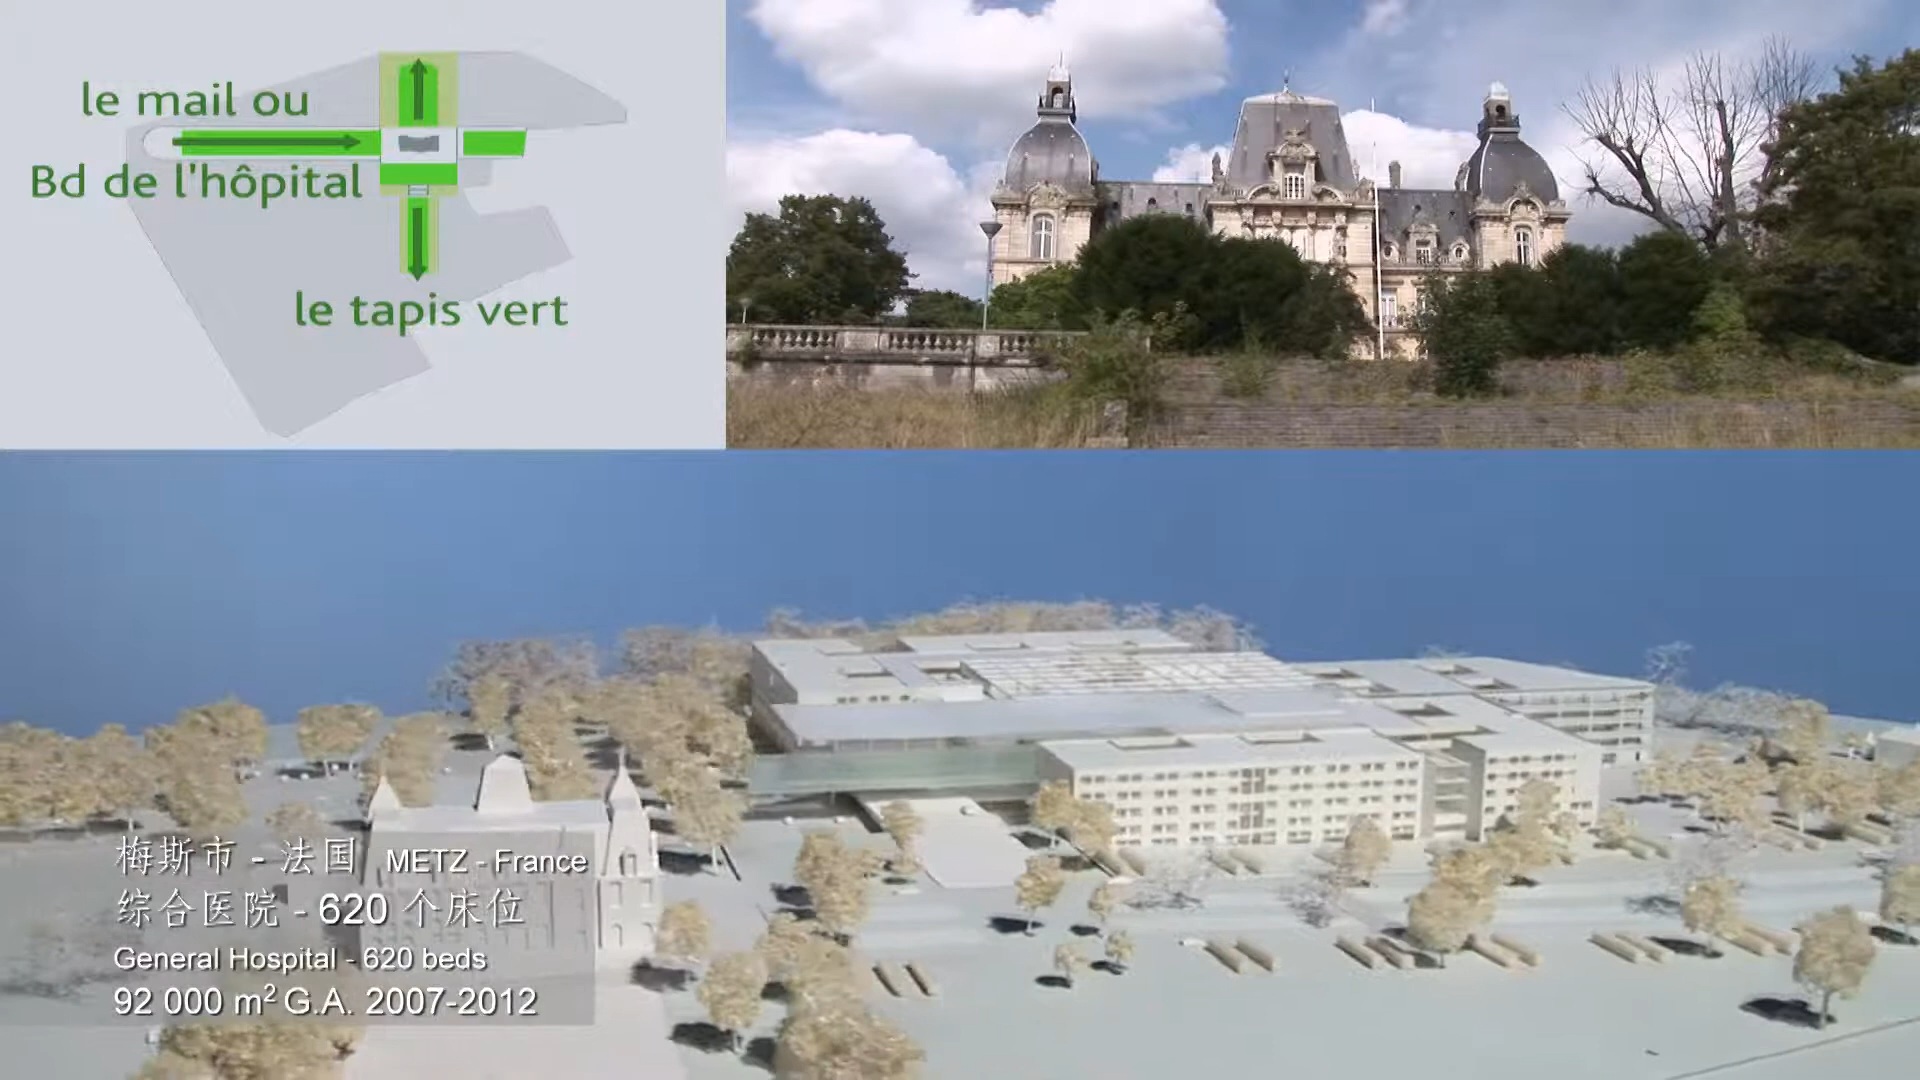 le mail ou
Bd de l'hôpital
le tapis vert
梅斯市 - 法国 METZ - France
综合医院 - 620 个床位
General Hospital - 620 beds
92 000 m² G.A. 2007-2012